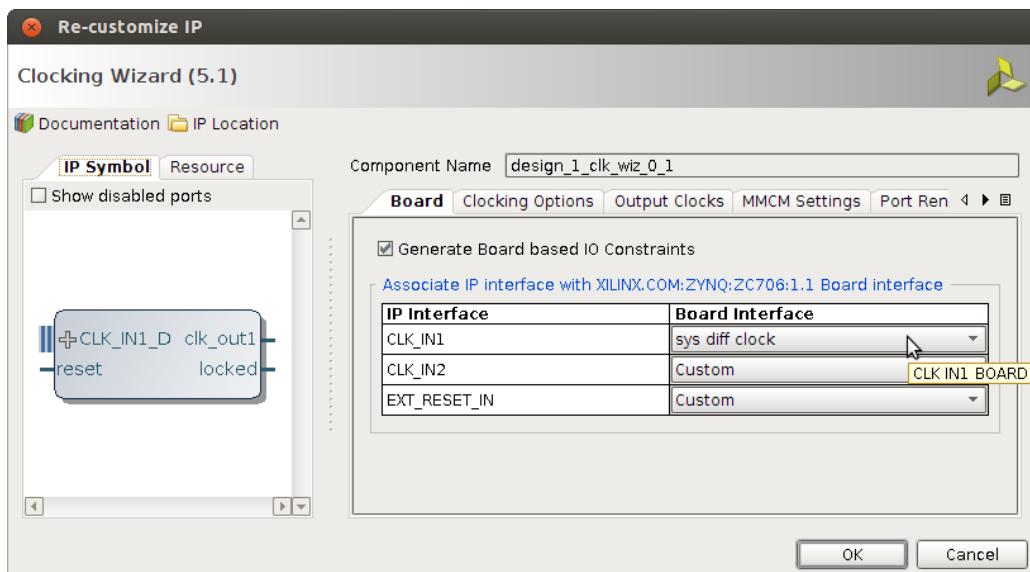 Re-customize IP
Clocking Wizard (5.1)
Documentation IP Location
IP Symbol Resource
Show disabled ports
CLK_IN1_D clk_out1
reset locked
Component Name design_1_clk_wiz_0_1
Board Clocking Options Output Clocks MMCM Settings Port Ren
Generate Board based IO Constraints
Associate IP interface with XILINX.COM:ZYNQ:ZC706:1.1 Board interface
IP Interface Board Interface
CLK_IN1 sys diff clock
CLK_IN2 Custom
CLK IN1 BOARD
EXT_RESET_IN Custom
OK Cancel